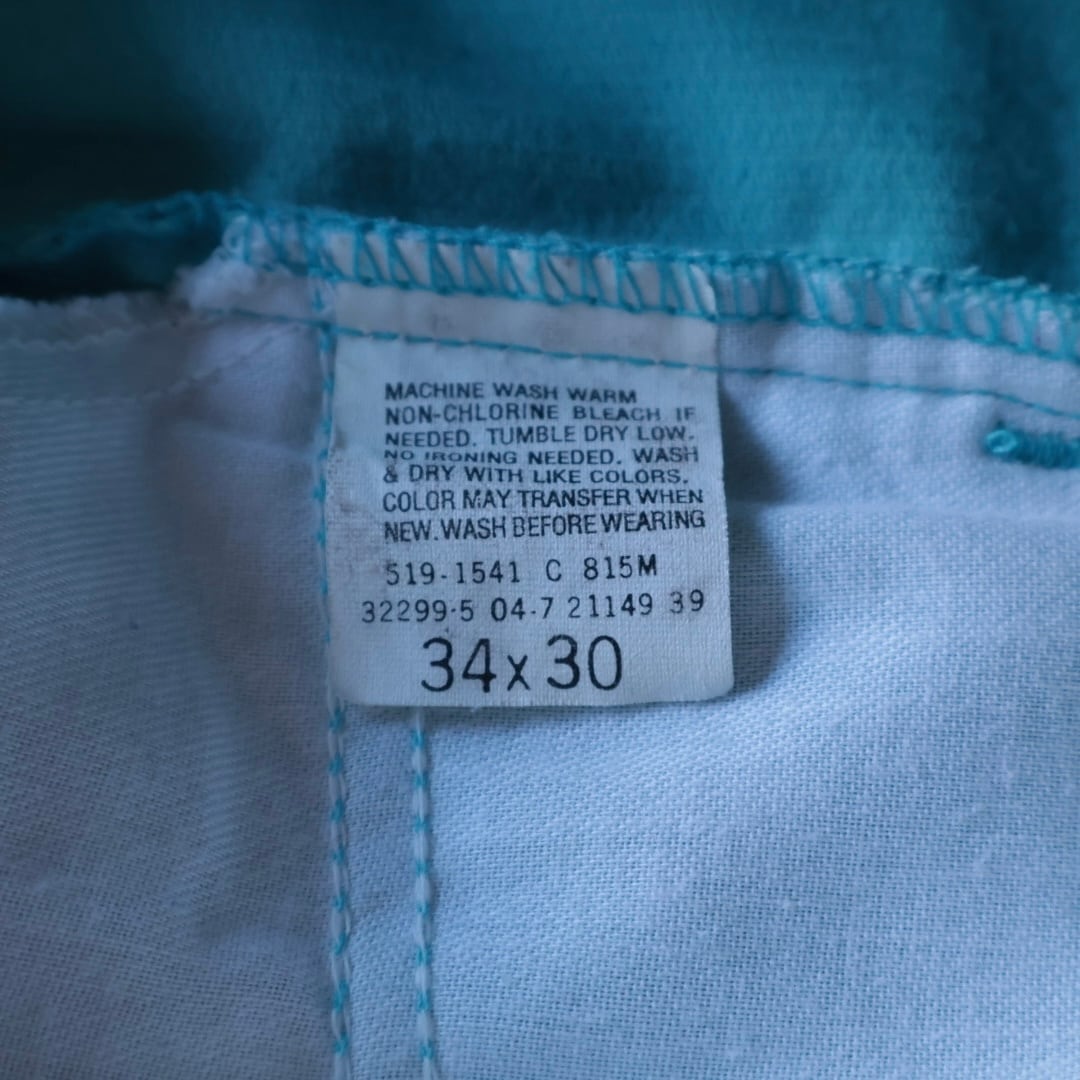 MACHINE WASH WARM
NON-CHLORINE BLEACH IF
NEEDED. TUMBLE DRY LOW.
NO IRONING NEEDED. WASH
& DRY WITH LIKE COLORS.
COLOR MAY TRANSFER WHEN
NEW. WASH BEFORE WEARING
519-1541 C 815M
32299-5 04-7 21149 39
34x30